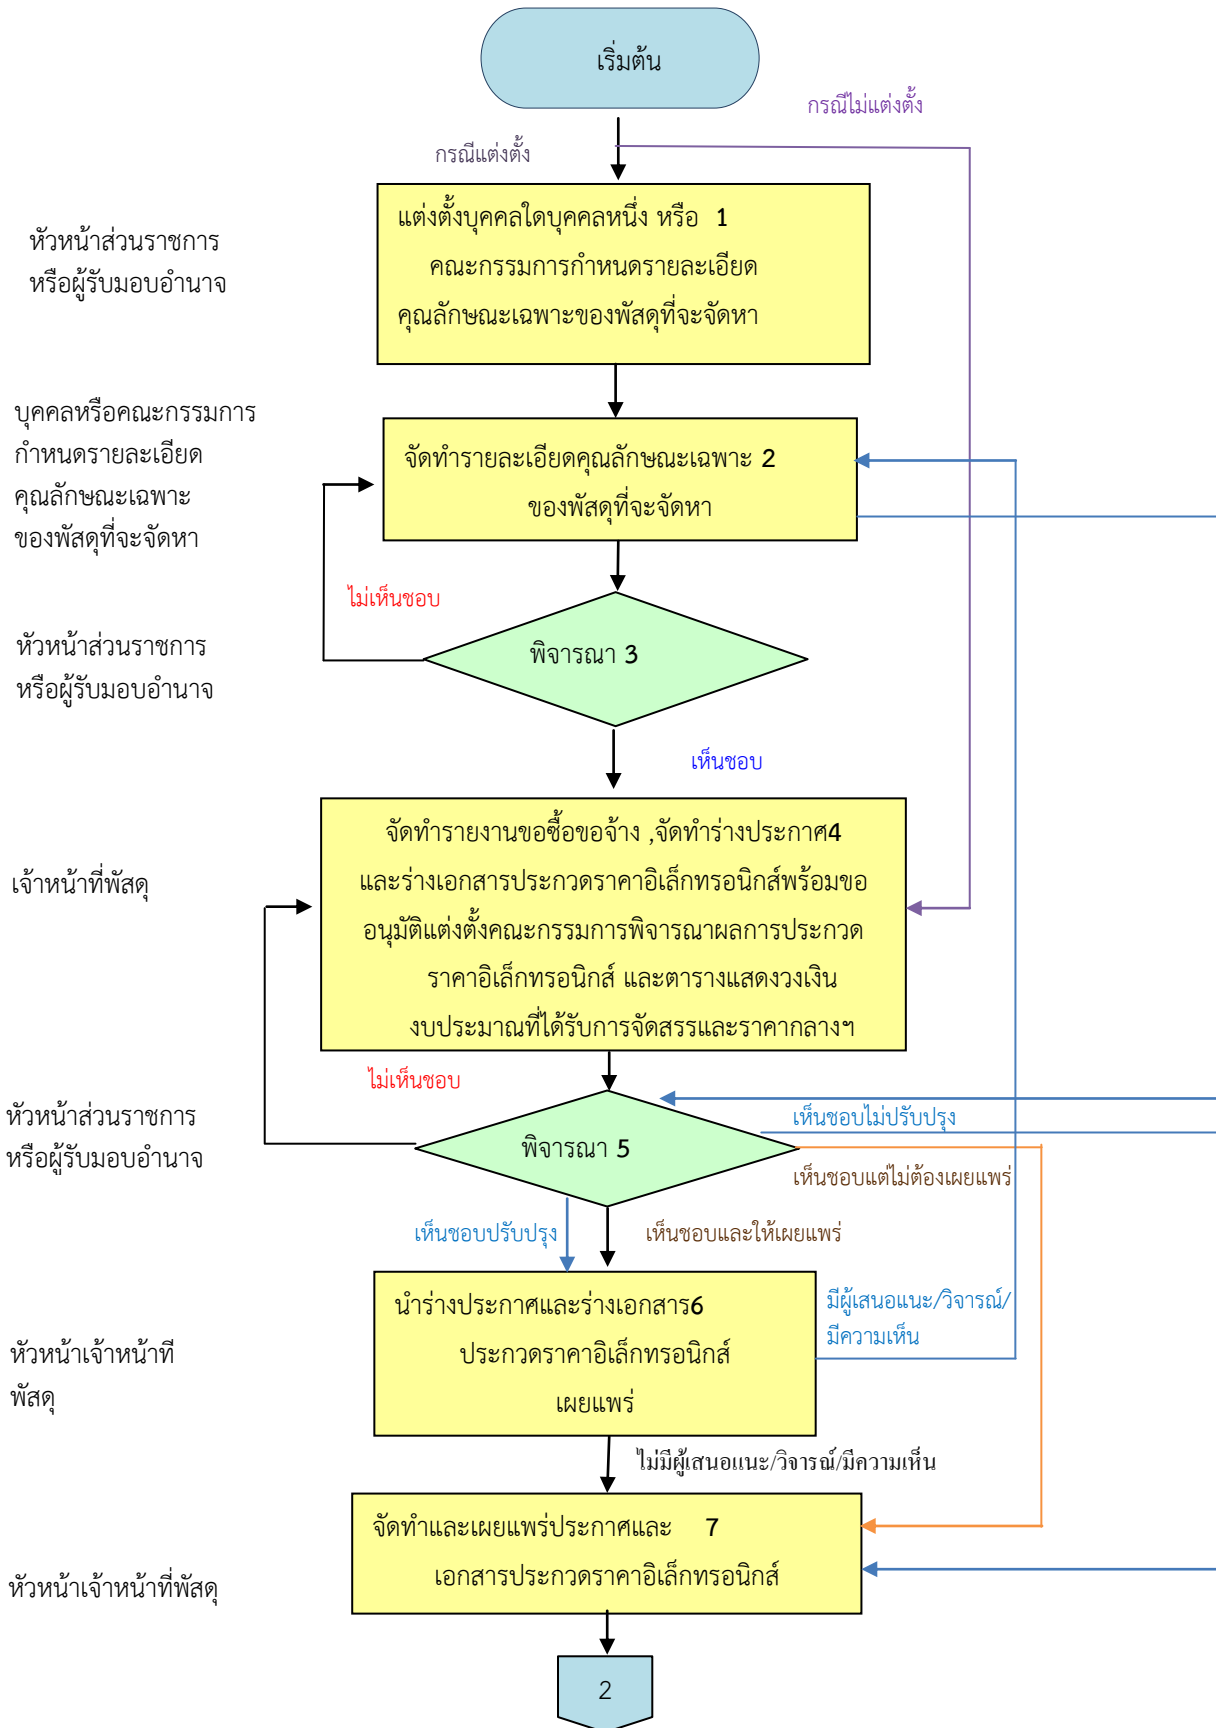 เริ่มต้น
กรณีไม่แต่งตั้ง
กรณีแต่งตั้ง
หัวหน้าส่วนราชการ
หรือผู้รับมอบอำนาจ
แต่งตั้งบุคคลใดบุคคลหนึ่ง หรือ 1
คณะกรรมการกำหนดรายละเอียด
คุณลักษณะเฉพาะของพัสดุที่จะจัดหา
บุคคลหรือคณะกรรมการ
กำหนดรายละเอียด
คุณลักษณะเฉพาะ
ของพัสดุที่จะจัดหา
จัดทำรายละเอียดคุณลักษณะเฉพาะ 2
ของพัสดุที่จะจัดหา
ไม่เห็นชอบ
หัวหน้าส่วนราชการ
หรือผู้รับมอบอำนาจ
พิจารณา 3
เห็นชอบ
เจ้าหน้าที่พัสดุ
จัดทำรายงานขอซื้อขอจ้าง ,จัดทำร่างประกาศ4
และร่างเอกสารประกวดราคาอิเล็กทรอนิกส์พร้อมขอ
อนุมัติแต่งตั้งคณะกรรมการพิจารณาผลการประกวด
ราคาอิเล็กทรอนิกส์ และตารางแสดงวงเงิน
งบประมาณที่ได้รับการจัดสรรและราคากลางฯ
ไม่เห็นชอบ
หัวหน้าส่วนราชการ
หรือผู้รับมอบอำนาจ
พิจารณา 5
เห็นชอบไม่ปรับปรุง
เห็นชอบแต่ไม่ต้องเผยแพร่
เห็นชอบปรับปรุง
เห็นชอบและให้เผยแพร่
หัวหน้าเจ้าหน้าที
พัสดุ
นำร่างประกาศและร่างเอกสาร6
ประกวดราคาอิเล็กทรอนิกส์
เผยแพร่
มีผู้เสนอแนะ/วิจารณ์/
มีความเห็น
ไม่มีผู้เสนอแนะ/วิจารณ์/มีความเห็น
หัวหน้าเจ้าหน้าที่พัสดุ
จัดทำและเผยแพร่ประกาศและ 7
เอกสารประกวดราคาอิเล็กทรอนิกส์
2